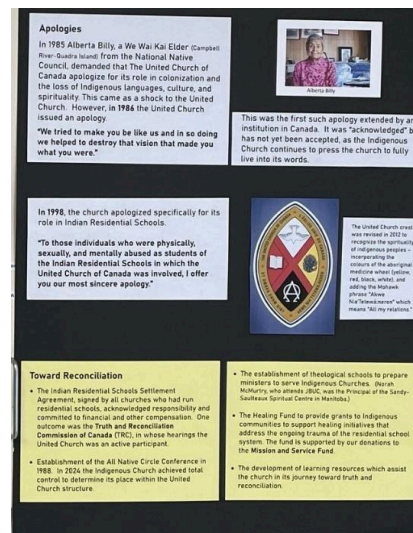 Apologies
In 1985 Alberta Billy, a We Wai Kai Elder (Campbell
River-Quadra Island) from the National Native
Council, demanded that The United Church of
Canada apologize for its role in colonization and
the loss of Indigenous languages, culture, and
spirituality. This came as a shock to the United
Church. However, in 1986 the United Church
issued an apology.
"We tried to make you be like us and in so doing
we helped to destroy that vision that made you
what you were."
Alberta Billy
This was the first such apology extended by an
institution in Canada. It was "acknowledged" b
has not yet been accepted, as the Indigenous
Church continues to press the church to fully
live into its words.
In 1998, the church apologized specifically for its
role in Indian Residential Schools.
"To those individuals who were physically,
sexually, and mentally abused as students of
the Indian Residential Schools in which the
United Church of Canada was involved, I offer
you our most sincere apology."
The United Church crest
was revised in 2012 to
recognize the spirituality
of indigenous peoples –
incorporating the
colours of the aboriginal
medicine wheel (yellow,
red, black, white), and
adding the Mohawk
phrase "Akwe
Nia'Tetewá:neren" which
means "All my relations."
Toward Reconciliation
• The Indian Residential Schools Settlement
Agreement, signed by all churches who had run
residential schools, acknowledged responsibility and
committed to financial and other compensation. One
outcome was the Truth and Reconciliation
Commission of Canada (TRC), in whose hearings the
United Church was an active participant.
• Establishment of the All Native Circle Conference in
1988. In 2024 the Indigenous Church achieved total
control to determine its place within the United
Church structure.
• The establishment of theological schools to prepare
ministers to serve Indigenous Churches. (Norah
McMurtry, who attends JBUC, was the Principal of the Sandy-
Saulteaux Spiritual Centre in Manitoba.)
• The Healing Fund to provide grants to Indigenous
communities to support healing initiatives that
address the ongoing trauma of the residential school
system. The fund is supported by our donations to
the Mission and Service Fund.
• The development of learning resources which assist
the church in its journey toward truth and
reconciliation.